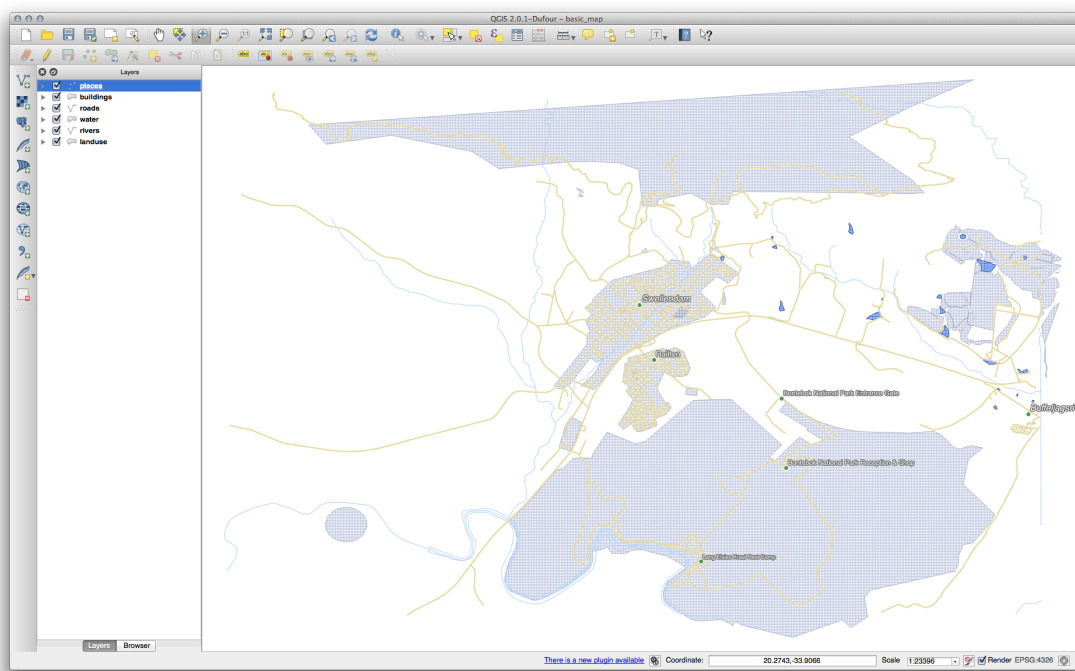 QGIS 2.0.1-Dufour - basic_map
Layers
places
buildings
roads
water
rivers
landuse
Swellendam
Railton
Bontebok National Park Entrance Gate
Buffeljagsri
Bontebok National Park Reception & Shop
Lang Elsies Kraal Rest Camp
Layers Browser
There is a new plugin available Coordinate: 20.2743,-33.9066 Scale 1:23396 Render EPSG:4326